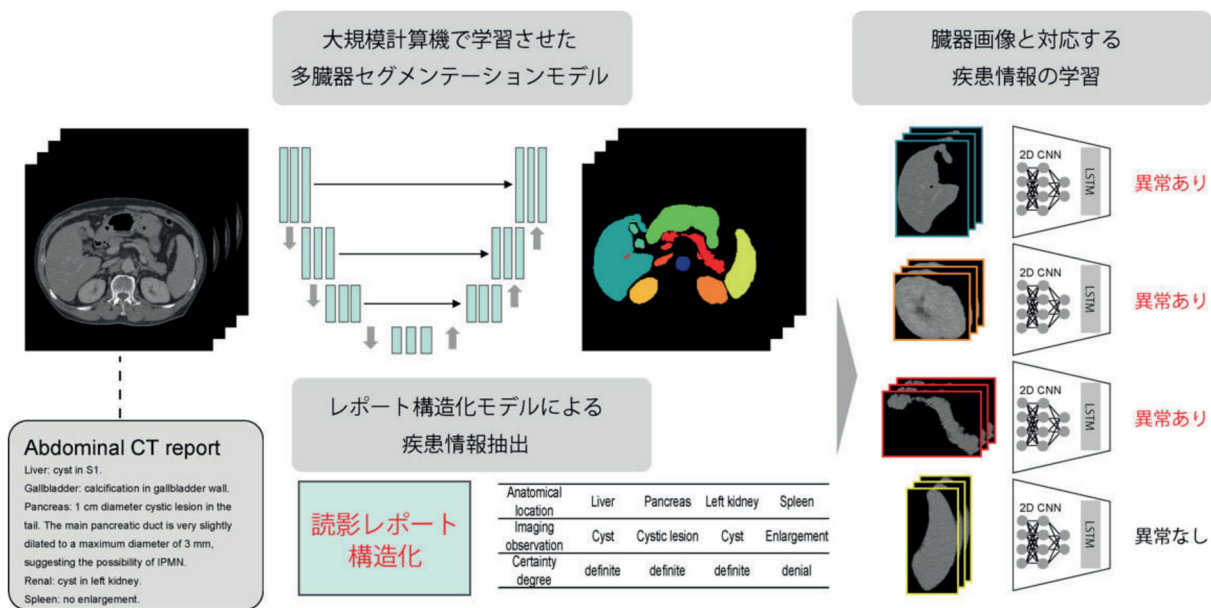 大規模計算機で学習させた
多臓器セグメンテーションモデル
臓器画像と対応する
疾患情報の学習
2D CNN
LSTM
異常あり
2D CNN
LSTM
異常あり
2D CNN
LSTM
異常あり
2D CNN
LSTM
異常なし
Abdominal CT report
Liver: cyst in S1.
Gallbladder: calcification in gallbladder wall.
Pancreas: 1 cm diameter cystic lesion in the
tail. The main pancreatic duct is very slightly
dilated to a maximum diameter of 3 mm,
suggesting the possibility of IPMN.
Renal: cyst in left kidney.
Spleen: no enlargement.
レポート構造化モデルによる
疾患情報抽出
読影レポート
構造化
Anatomical location Liver Pancreas Left kidney Spleen
Imaging observation Cyst Cystic lesion Cyst Enlargement
Certainty degree definite definite definite denial